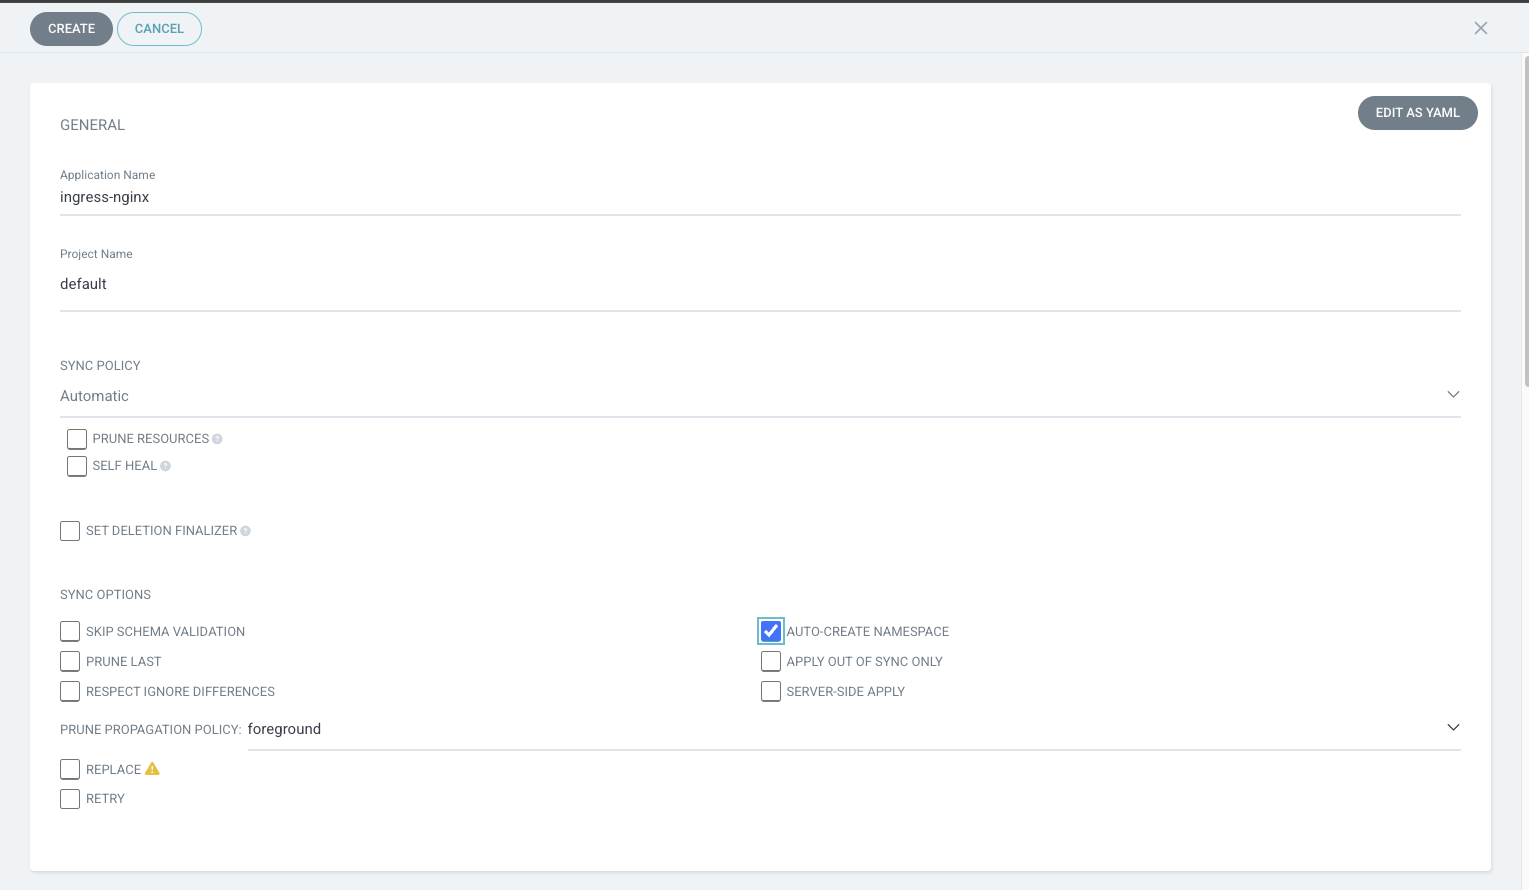 CREATE CANCEL
EDIT AS YAML
GENERAL
Application Name
ingress-nginx
Project Name
default
SYNC POLICY
Automatic
PRUNE RESOURCES ?
SELF HEAL ?
SET DELETION FINALIZER ?
SYNC OPTIONS
SKIP SCHEMA VALIDATION AUTO-CREATE NAMESPACE
PRUNE LAST APPLY OUT OF SYNC ONLY
RESPECT IGNORE DIFFERENCES SERVER-SIDE APPLY
PRUNE PROPAGATION POLICY: foreground
REPLACE
RETRY